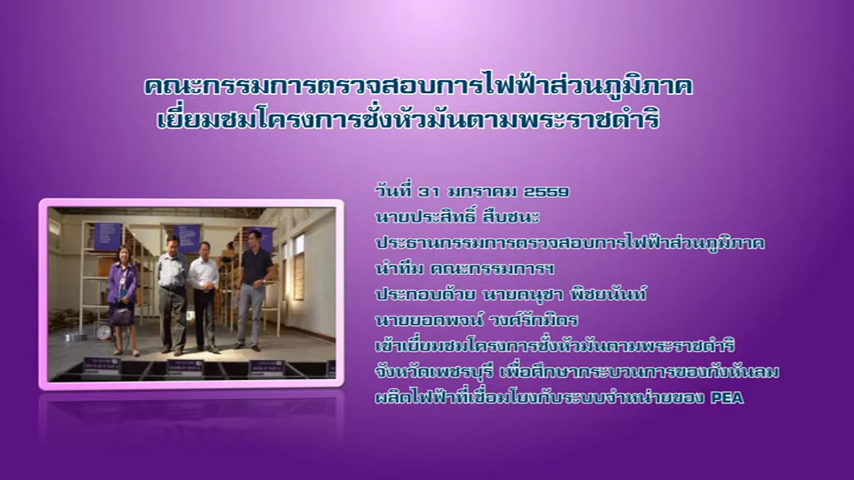 คณะกรรมการตรวจสอบการไฟฟ้าส่วนภูมิภาค
เยี่ยมชมโครงการชั่งหัวมันตามพระราชดำริ
วันที่ 31 มกราคม 2559
นายประสิทธิ์ สืบชนะ
ประธานกรรมการตรวจสอบการไฟฟ้าส่วนภูมิภาค
นำทีม คณะกรรมการฯ
ประกอบด้วย นายดนุชา พิชยนันท์
นายยอดพจน์ วงศ์รักมิตร
เข้าเยี่ยมชมโครงการชั่งหัวมันตามพระราชดำริ
จังหวัดเพชรบุรี เพื่อศึกษากระบวนการของกังหันลม
ผลิตไฟฟ้าที่เชื่อมโยงกับระบบจำหน่ายของ PEA